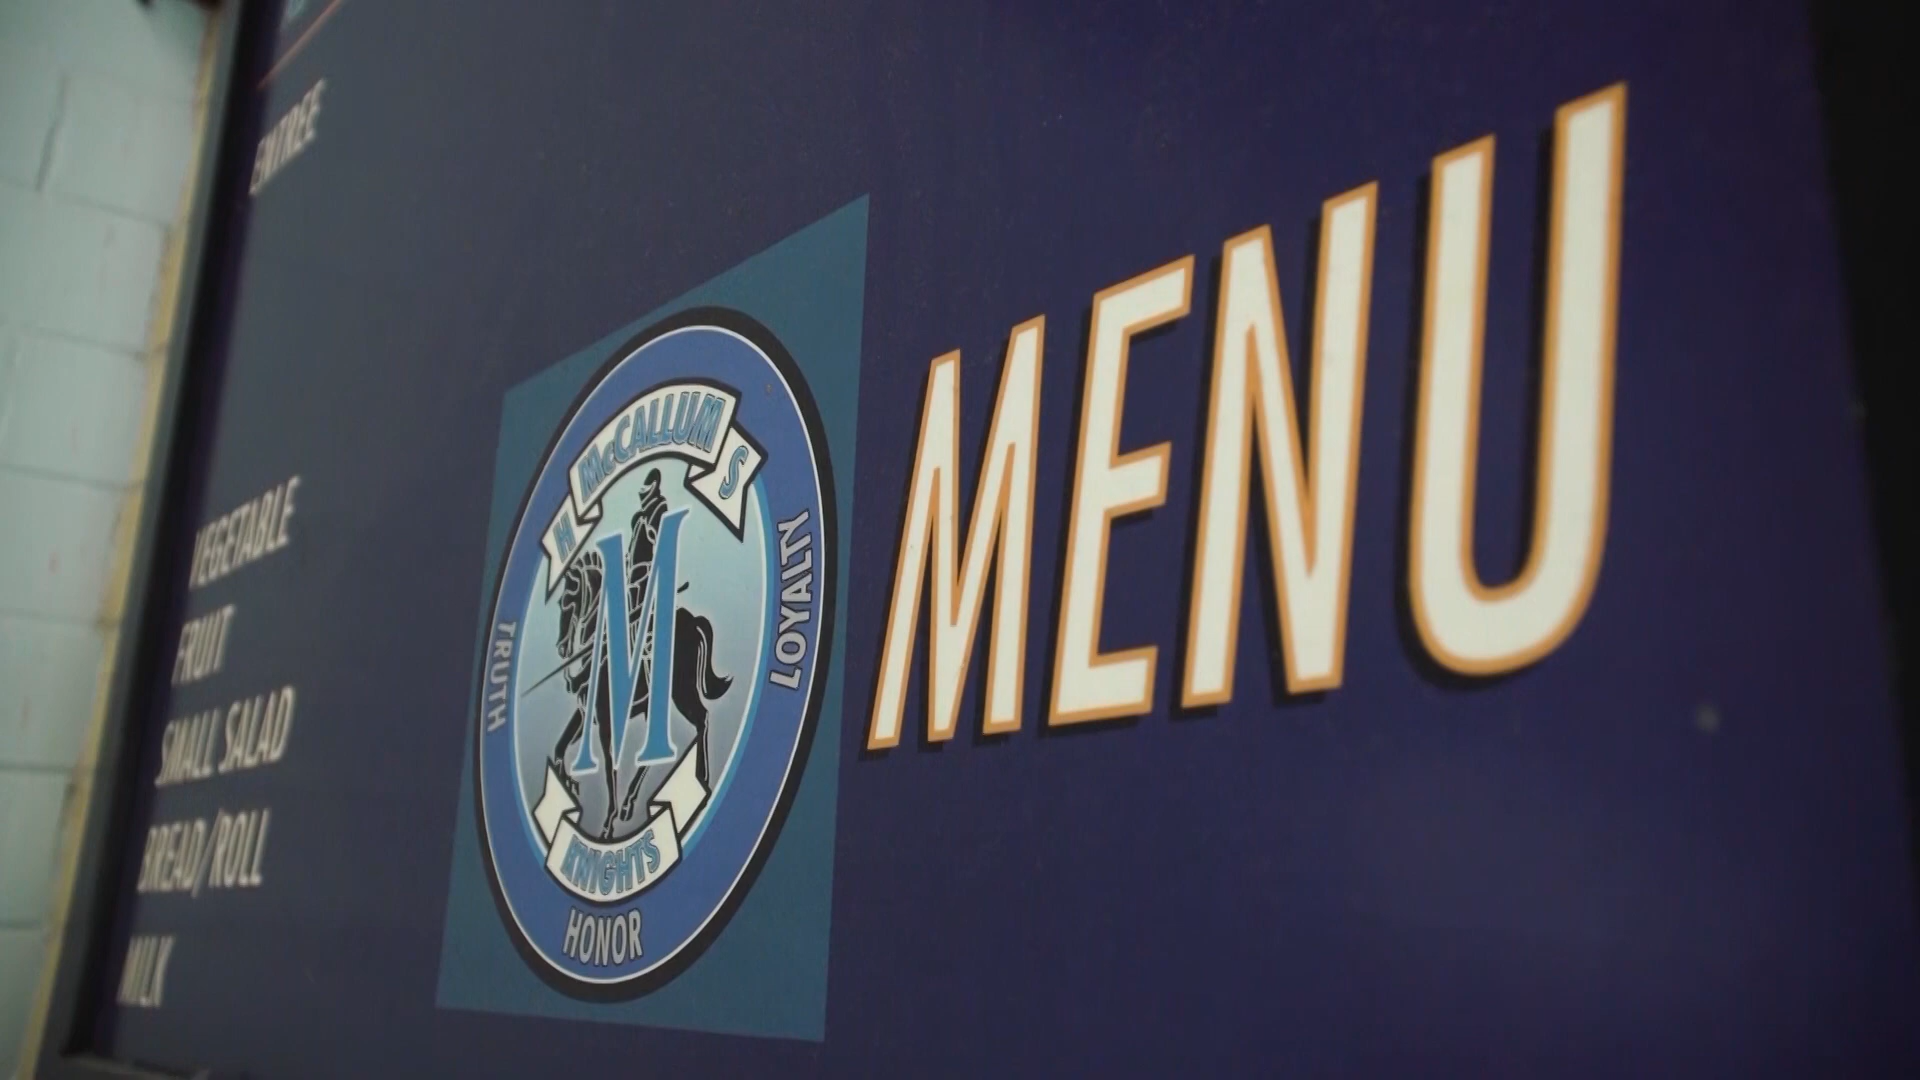 ENTREE
VEGETABLE
FRUIT
SMALL SALAD
BREAD/ROLL
MILK
H McCALLUM S
M
KNIGHTS
TRUTH
HONOR
LOYALTY
MENU